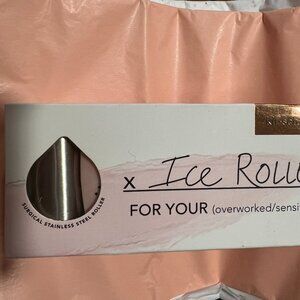 x Ice Roll
FOR YOUR (overworked/sensi
SURGICAL STAINLESS STEEL ROLLER